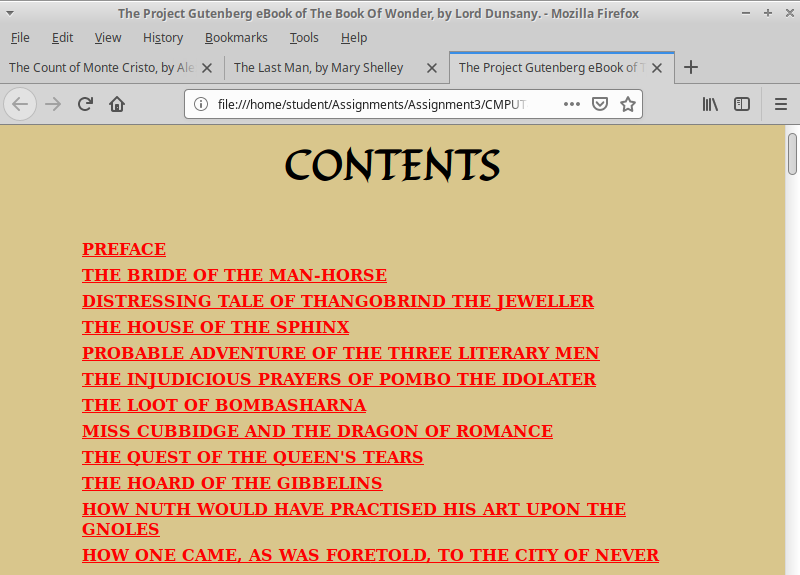 The Project Gutenberg eBook of The Book Of Wonder, by Lord Dunsany. - Mozilla Firefox
File Edit View History Bookmarks Tools Help
The Count of Monte Cristo, by Ale The Last Man, by Mary Shelley The Project Gutenberg eBook of T
file:///home/student/Assignments/Assignment3/CMPUT
CONTENTS
PREFACE
THE BRIDE OF THE MAN-HORSE
DISTRESSING TALE OF THANGOBRIND THE JEWELLER
THE HOUSE OF THE SPHINX
PROBABLE ADVENTURE OF THE THREE LITERARY MEN
THE INJUDICIOUS PRAYERS OF POMBO THE IDOLATER
THE LOOT OF BOMBASHARNA
MISS CUBBIDGE AND THE DRAGON OF ROMANCE
THE QUEST OF THE QUEEN'S TEARS
THE HOARD OF THE GIBBELINS
HOW NUTH WOULD HAVE PRACTISED HIS ART UPON THE
GNOLES
HOW ONE CAME, AS WAS FORETOLD, TO THE CITY OF NEVER